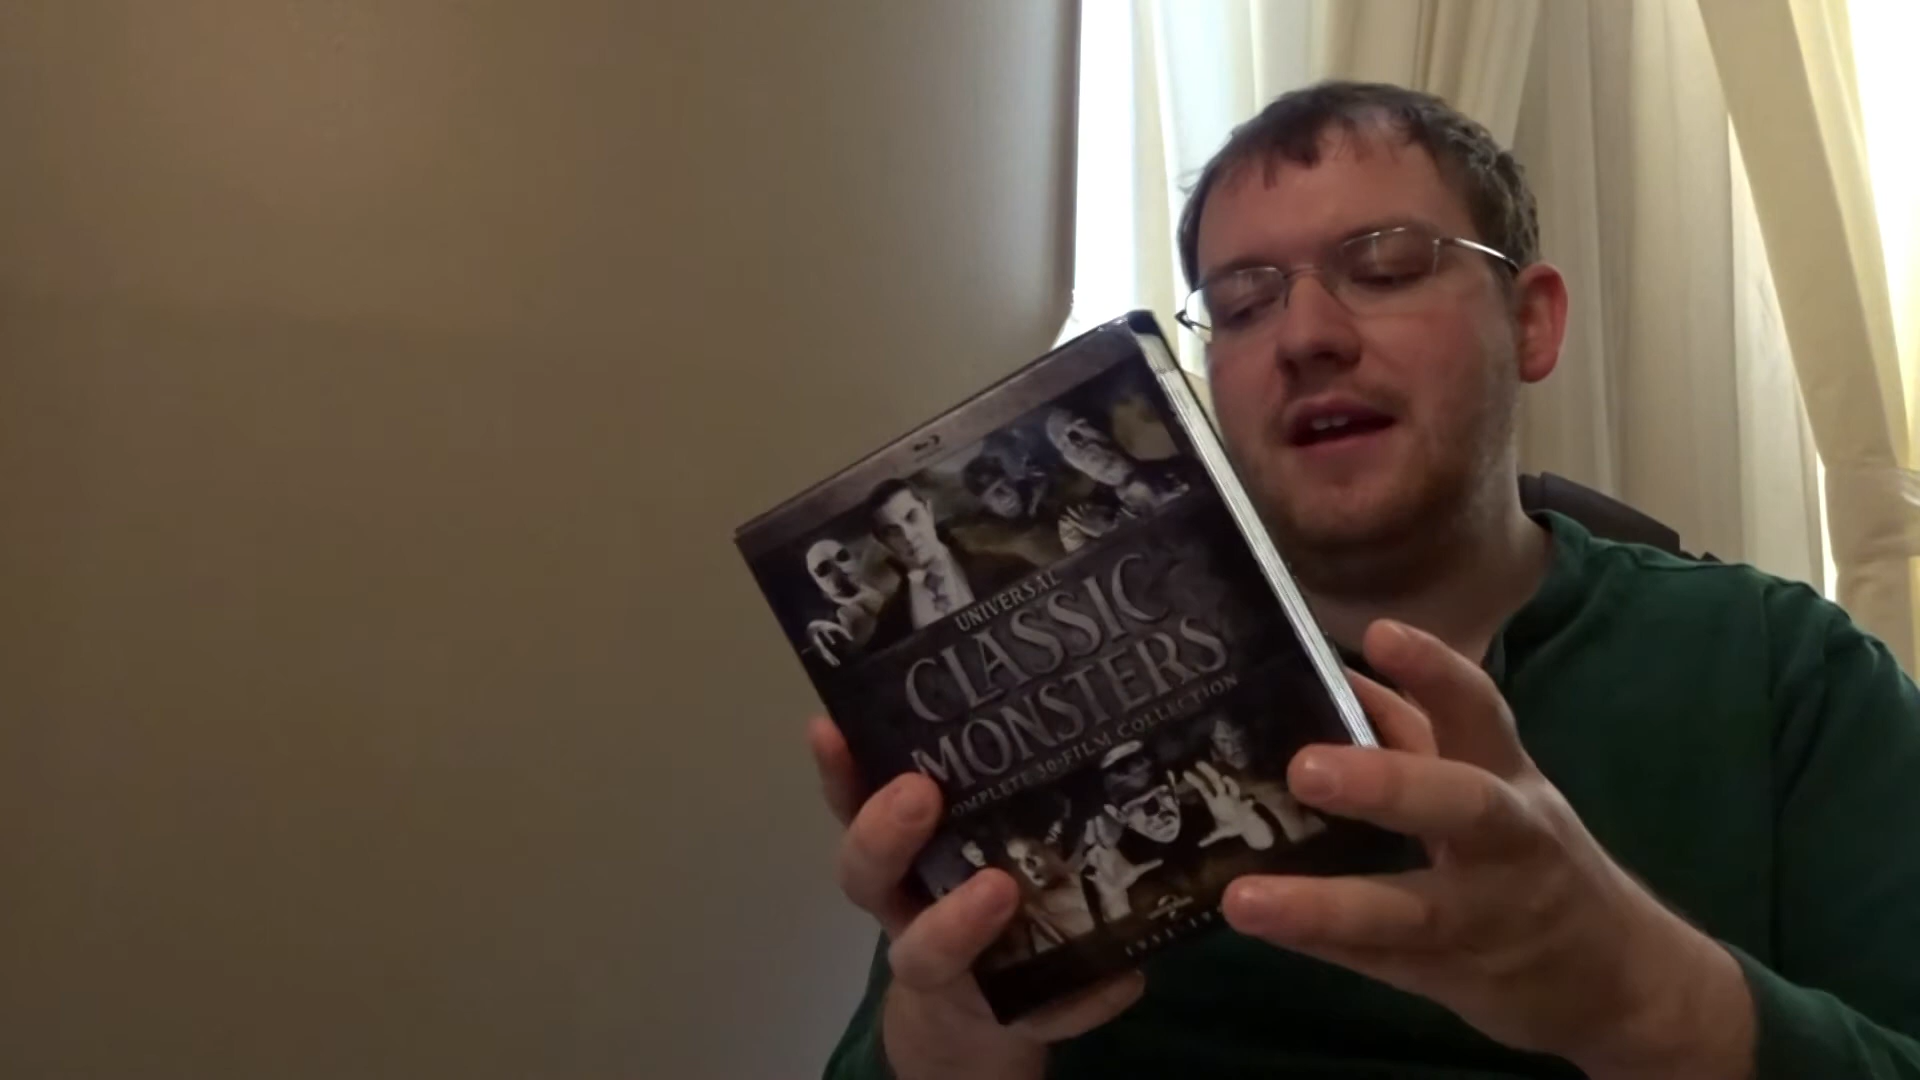 UNIVERSAL
CLASSIC
MONSTERS
COMPLETE 30-FILM COLLECTION